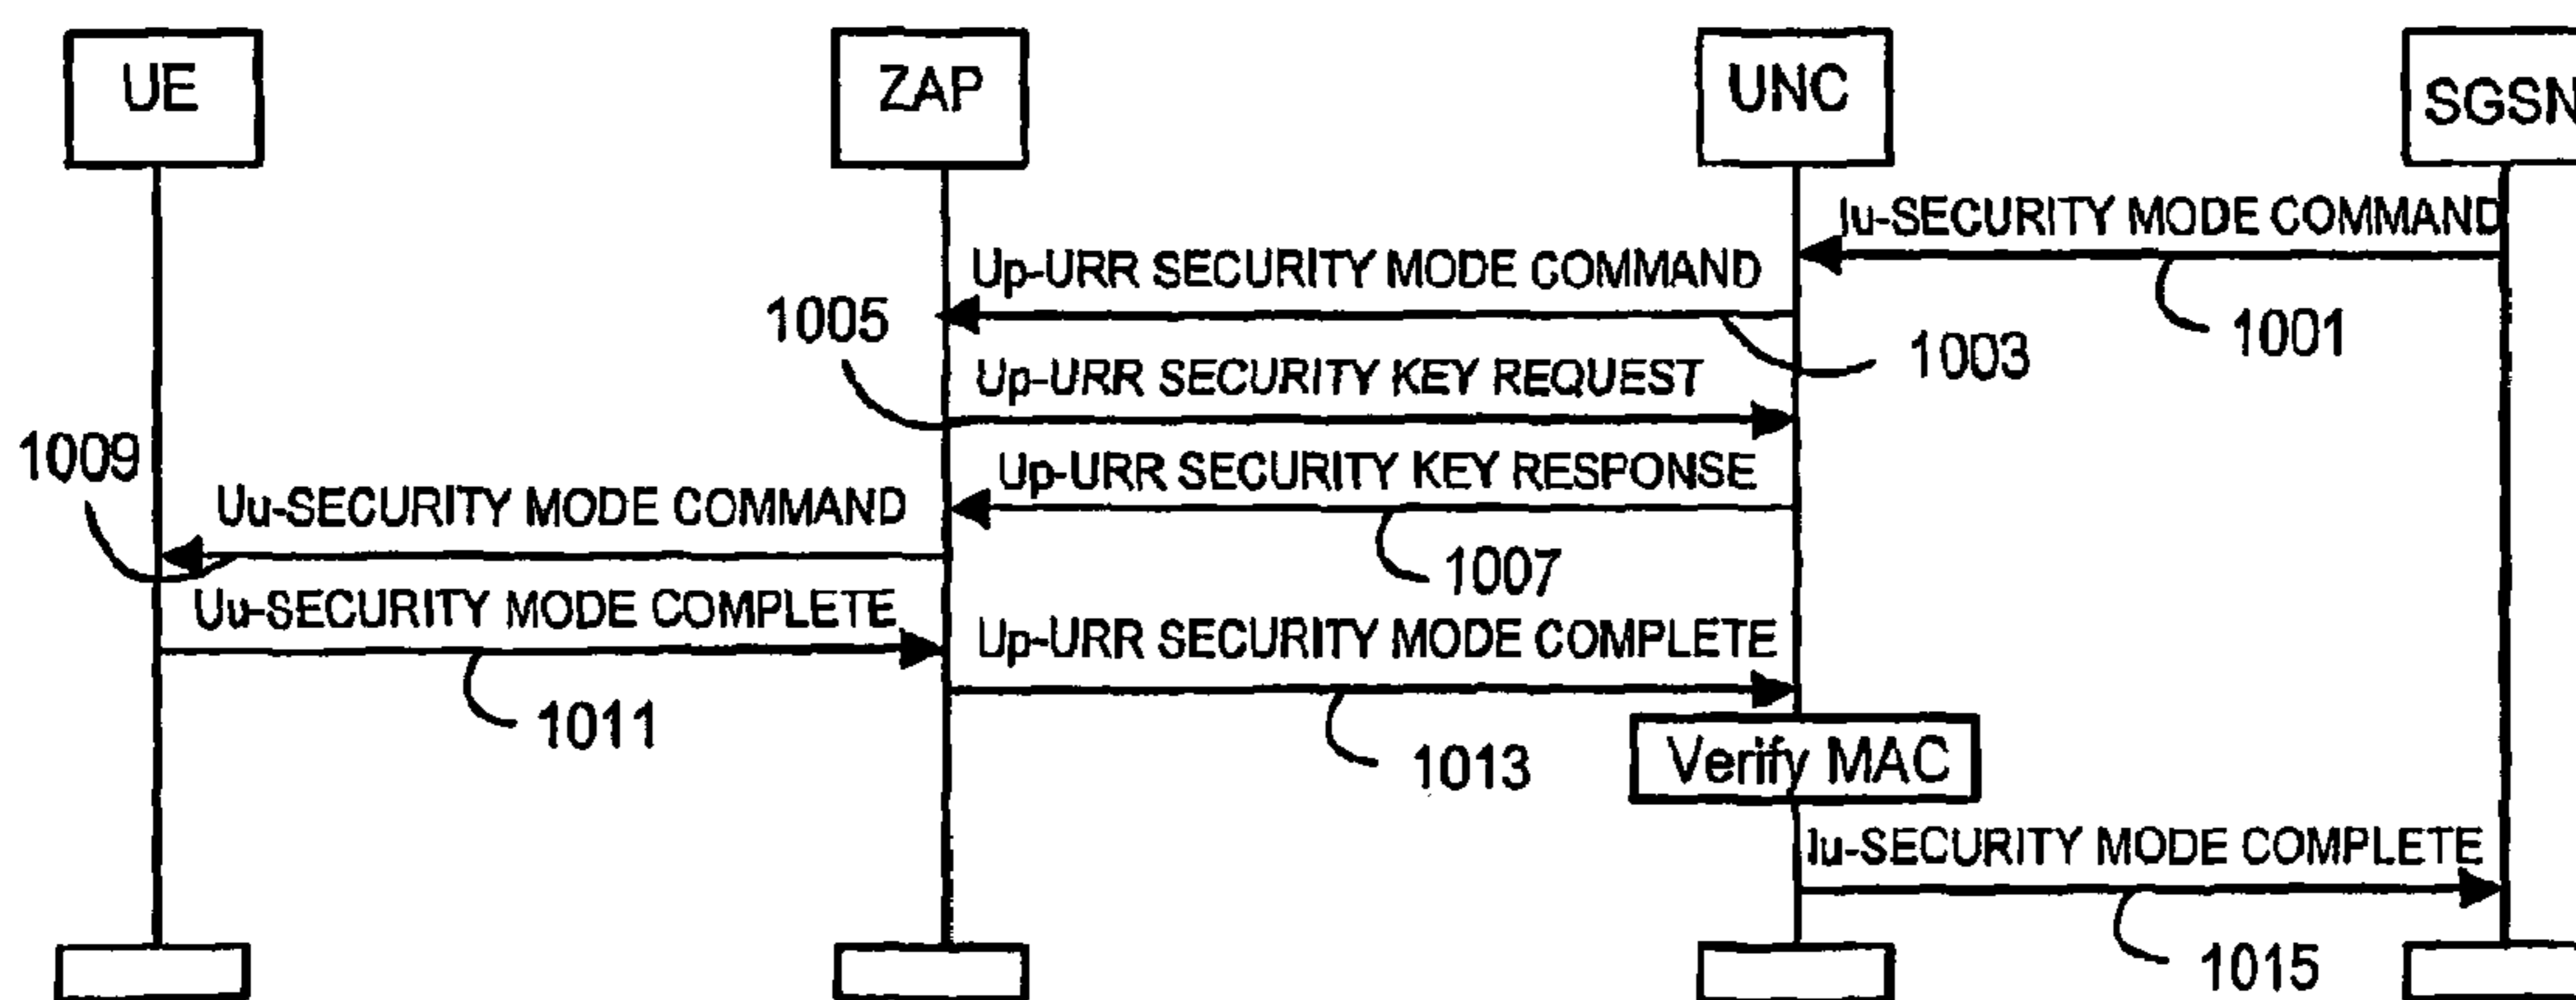 UE
ZAP
UNC
SGSN
Iu-SECURITY MODE COMMAND
1001
Up-URR SECURITY MODE COMMAND
1003
1005
Up-URR SECURITY KEY REQUEST
Up-URR SECURITY KEY RESPONSE
1007
1009
Uu-SECURITY MODE COMMAND
Uu-SECURITY MODE COMPLETE
1011
Up-URR SECURITY MODE COMPLETE
1013
Verify MAC
Iu-SECURITY MODE COMPLETE
1015